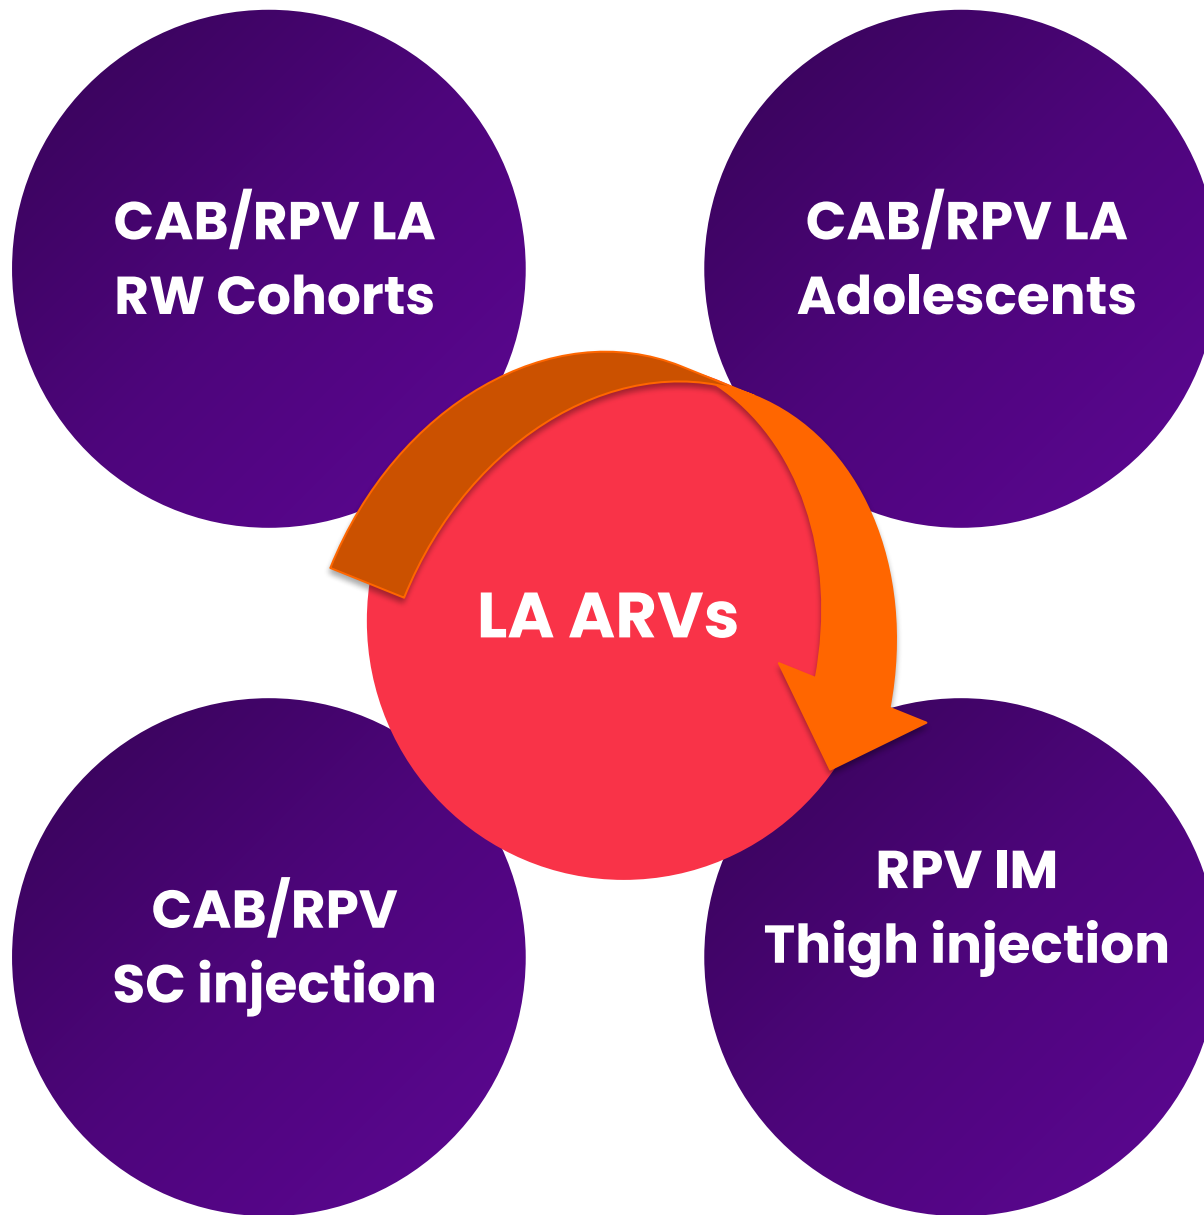 CAB/RPV LA
RW Cohorts
CAB/RPV LA
Adolescents
LA ARVs
CAB/RPV
SC injection
RPV IM
Thigh injection